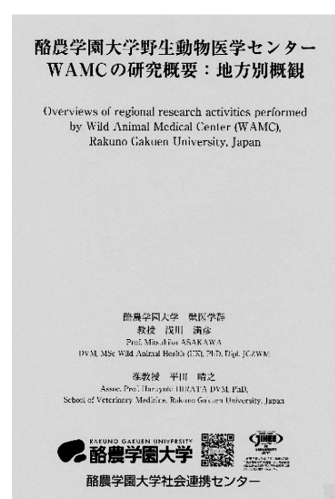 酪農学園大学野生動物医学センター
WAMCの研究概要：地方別概観
Overviews of regional research activities performed
by Wild Animal Medical Center (WAMC),
Rakuno Gakuen University, Japan
酪農学園大学 獣医学群
教授 浅川 満彦
Prof. Mitsuhiko ASAKAWA
DVM, MSc Wild Animal Health (UK), PhD, Dipl. JCZWM
准教授 平田 晴之
Assoc. Prof. Haruyuki HIRATA DVM, PhD,
School of Veterinary Medicine, Rakuno Gakuen University, Japan
RAKUNO GAKUEN UNIVERSITY
酪農学園大学
酪農学園大学社会連携センター